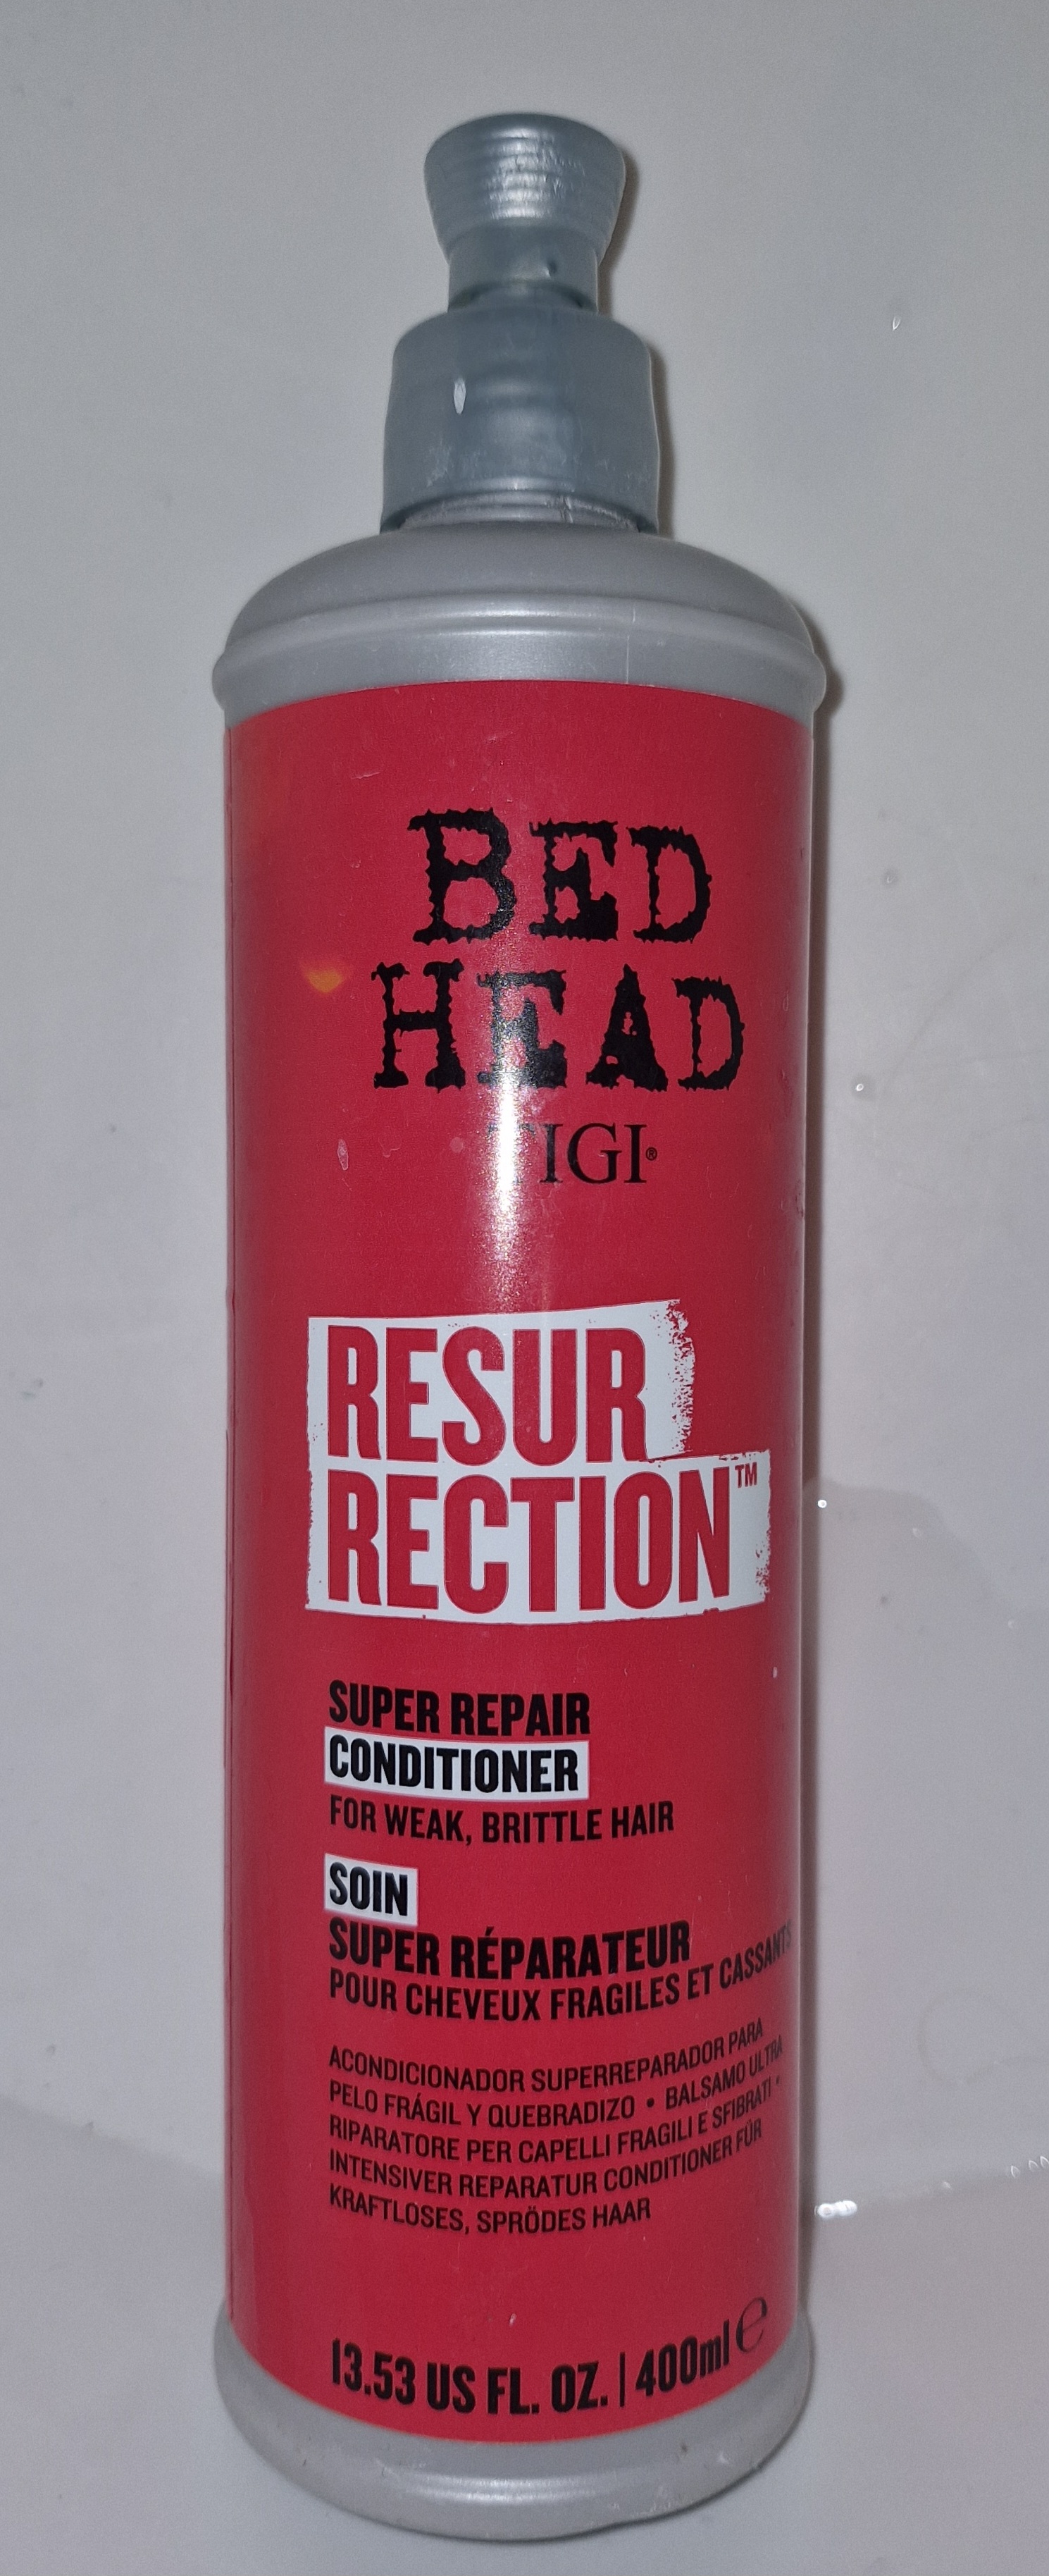 BED
HEAD
TIGI®
RESUR
RECTION™
SUPER REPAIR
CONDITIONER
FOR WEAK, BRITTLE HAIR
SOIN
SUPER RÉPARATEUR
POUR CHEVEUX FRAGILES ET CASSANTS
ACONDICIONADOR SUPERREPARADOR PARA
PELO FRÁGIL Y QUEBRADIZO • BALSAMO ULTRA
RIPARATORE PER CAPELLI FRAGILI E SFIBRATI •
INTENSIVER REPARATUR CONDITIONER FÜR
KRAFTLOSES, SPRÖDES HAAR
13.53 US FL. OZ. | 400ml ℮